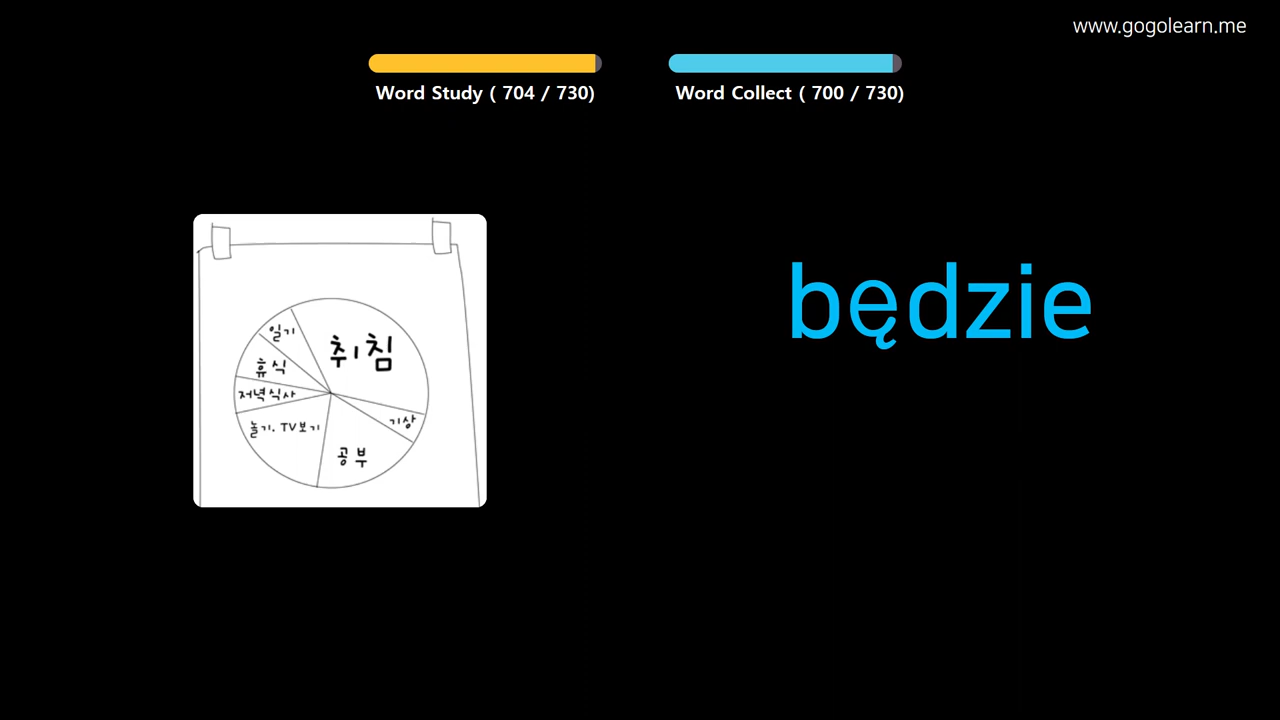 www.gogolearn.me
Word Study ( 704 / 730)
Word Collect ( 700 / 730)
będzie
일기
취침
휴식
저녁식사
기상
놀기. TV보기
공부